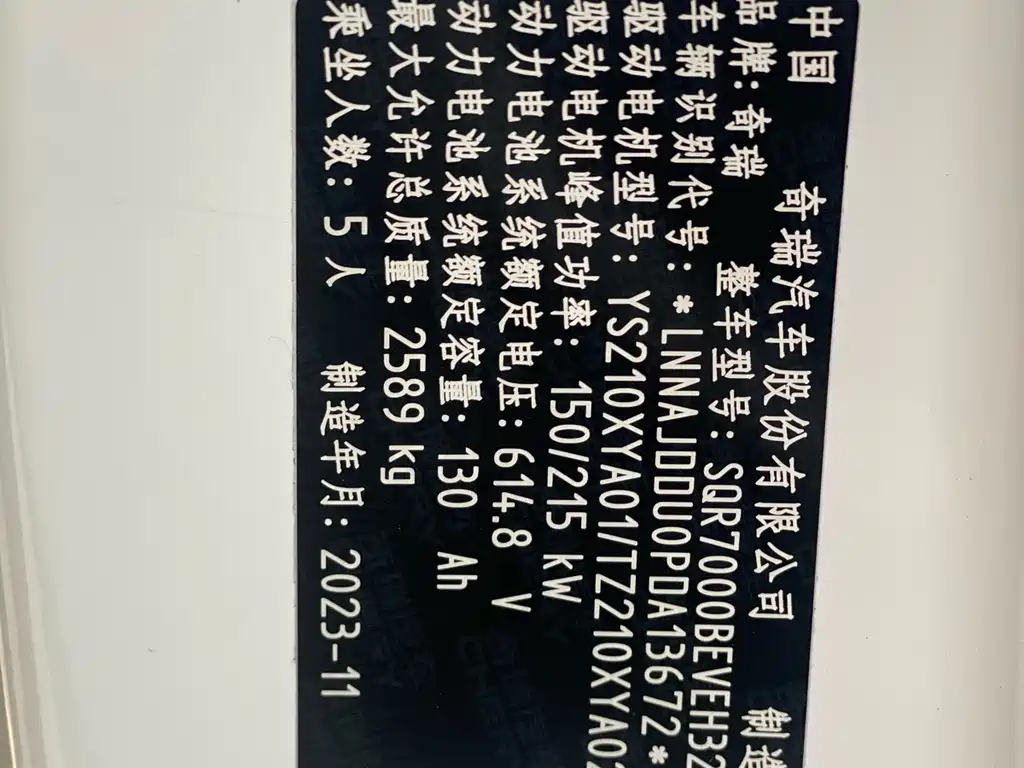 中国 奇瑞汽车股份有限公司 制造
品牌:奇瑞 整车型号:SQR7000BEVEH32
车辆识别代号:*LNNAJDDU0PDA13672*
驱动电机型号:YS210XYA01/TZ210XYA02
驱动电机峰值功率:150/215 kW
动力电池系统额定电压:614.8 V
动力电池系统额定容量:130 Ah
最大允许总质量:2589 kg
乘坐人数:5人 制造年月:2023-11